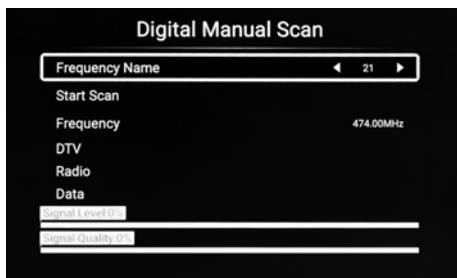 Digital Manual Scan
Frequency Name ◀ 21 ▶
Start Scan
Frequency 474.00MHz
DTV
Radio
Data
Signal Level:0%
Signal Quality:0%